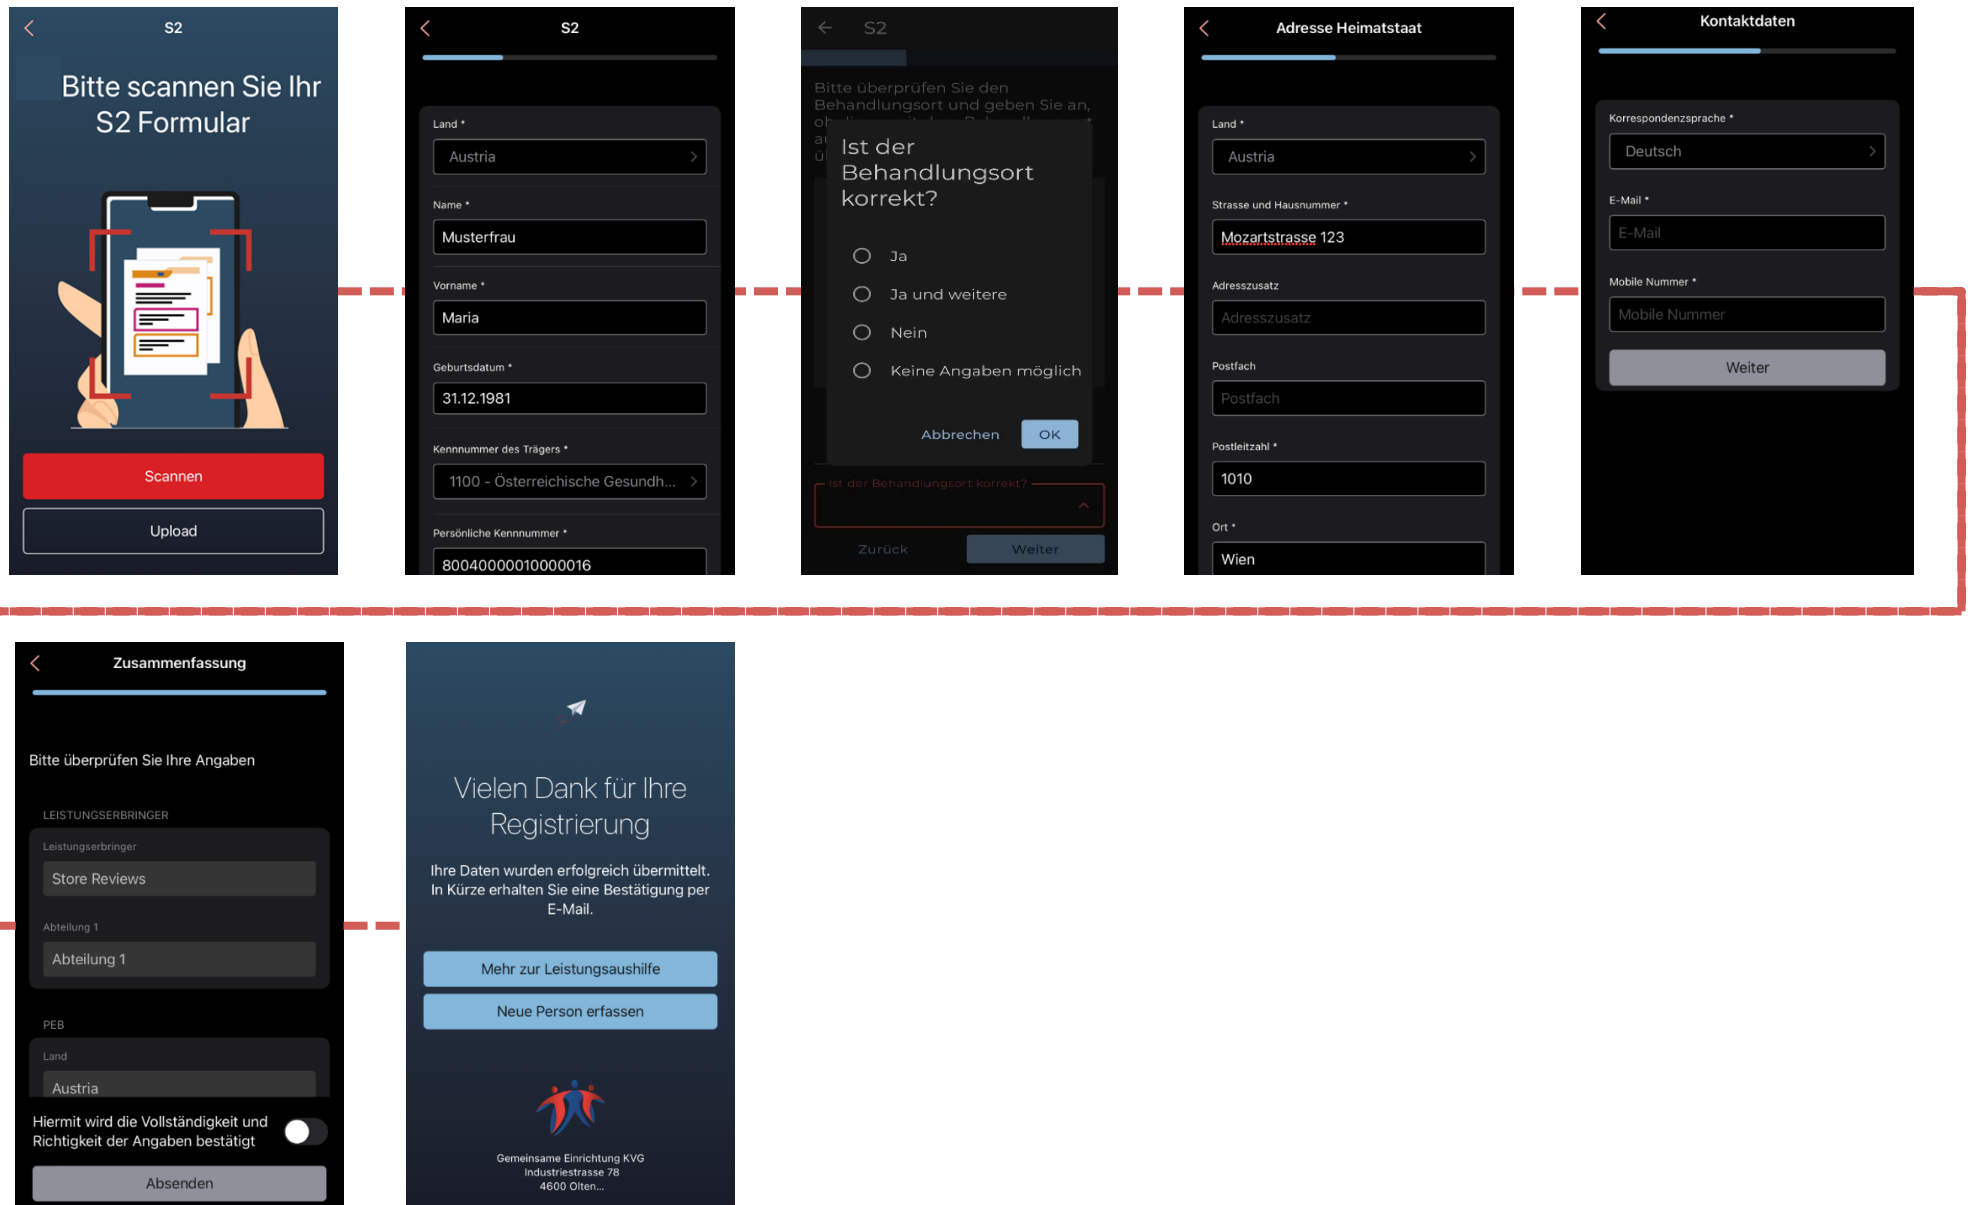 S2
Bitte scannen Sie Ihr
S2 Formular
Scannen
Upload
S2
Land *
Austria
Name *
Musterfrau
Vorname *
Maria
Geburtsdatum *
31.12.1981
Kennnummer des Trägers *
1100 - Österreichische Gesundh...
Persönliche Kennnummer *
80040000010000016
S2
Bitte überprüfen Sie den
Behandlungsort und geben Sie an,
Ist der
Behandlungsort
korrekt?
Ja
Ja und weitere
Nein
Keine Angaben möglich
Abbrechen
OK
Ist der Behandlungsort korrekt?
Zurück
Weiter
Adresse Heimatstaat
Land *
Austria
Strasse und Hausnummer *
Mozartstrasse 123
Adresszusatz
Adresszusatz
Postfach
Postfach
Postleitzahl *
1010
Ort *
Wien
Kontaktdaten
Korrespondenzsprache *
Deutsch
E-Mail *
E-Mail
Mobile Nummer *
Mobile Nummer
Weiter
Zusammenfassung
Bitte überprüfen Sie Ihre Angaben
LEISTUNGSERBRINGER
Leistungserbringer
Store Reviews
Abteilung 1
Abteilung 1
PEB
Land
Austria
Hiermit wird die Vollständigkeit und
Richtigkeit der Angaben bestätigt
Absenden
Vielen Dank für Ihre
Registrierung
Ihre Daten wurden erfolgreich übermittelt.
In Kürze erhalten Sie eine Bestätigung per
E-Mail.
Mehr zur Leistungsaushilfe
Neue Person erfassen
Gemeinsame Einrichtung KVG
Industriestrasse 78
4600 Olten...